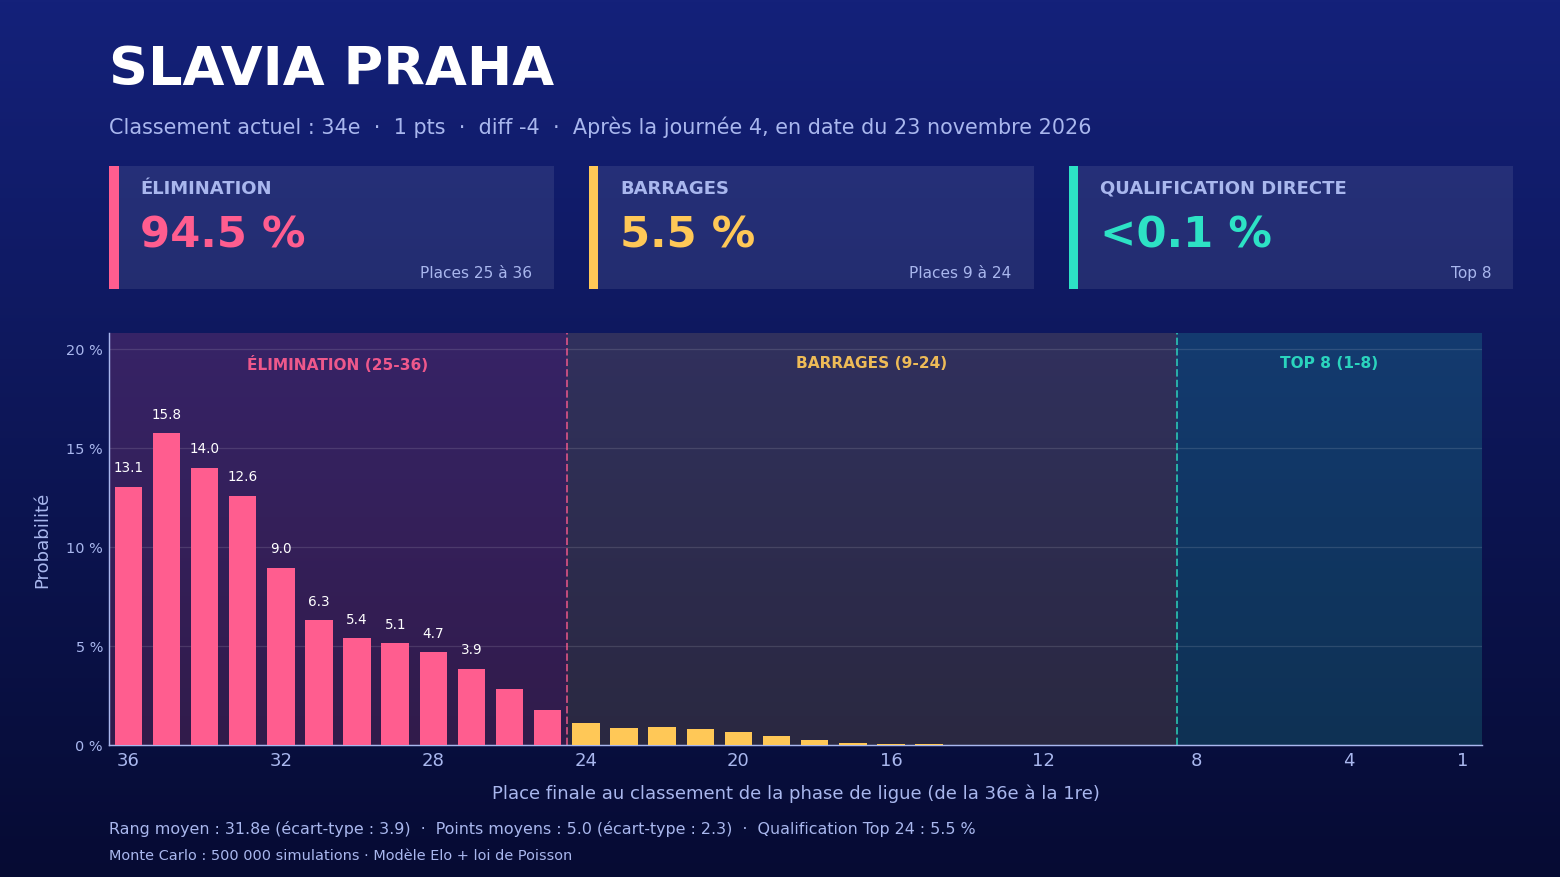 SLAVIA PRAHA
Classement actuel : 34e · 1 pts · diff -4 · Après la journée 4, en date du 23 novembre 2026
ÉLIMINATION
94.5 %
Places 25 à 36
BARRAGES
5.5 %
Places 9 à 24
QUALIFICATION DIRECTE
<0.1 %
Top 8
ÉLIMINATION (25-36)
BARRAGES (9-24)
TOP 8 (1-8)
Probabilité
20 %
15 %
10 %
5 %
0 %
13.1
15.8
14.0
12.6
9.0
6.3
5.4
5.1
4.7
3.9
36 32 28 24 20 16 12 8 4 1
Place finale au classement de la phase de ligue (de la 36e à la 1re)
Rang moyen : 31.8e (écart-type : 3.9) · Points moyens : 5.0 (écart-type : 2.3) · Qualification Top 24 : 5.5 %
Monte Carlo : 500 000 simulations · Modèle Elo + loi de Poisson